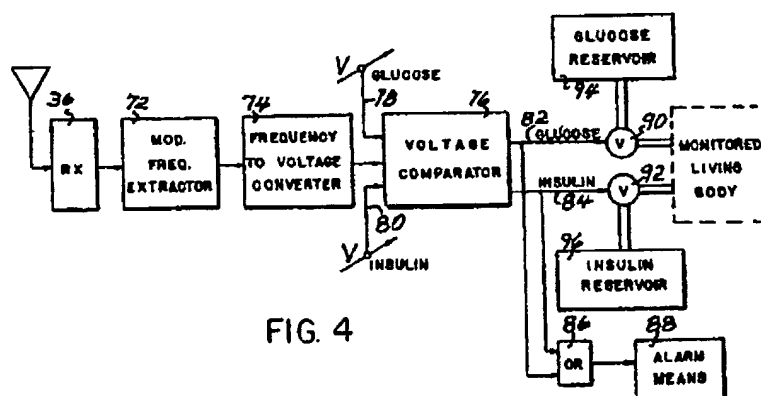 36
RX
72
MOD.
FREQ.
EXTRACTOR
74
FREQUENCY
TO VOLTAGE
CONVERTER
V
GLUCOSE
78
76
VOLTAGE
COMPARATOR
80
V
INSULIN
82
GLUCOSE
INSULIN
84
GLUCOSE
RESERVOIR
94
V
90
V
92
MONITORED
LIVING
BODY
96
INSULIN
RESERVOIR
86
OR
88
ALARM
MEANS
FIG. 4